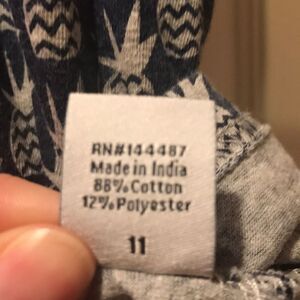 RN#144487
Made in India
88%Cotton
12%Polyester
11